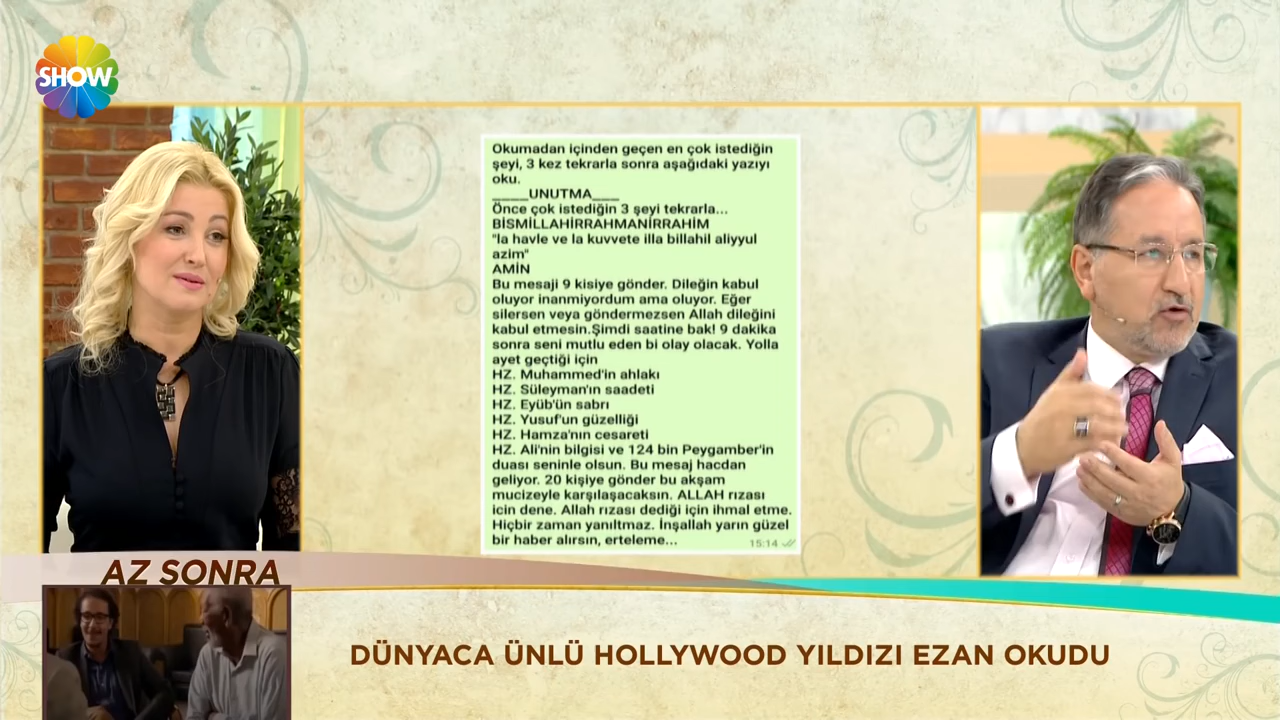 SHOW
Okumadan içinden geçen en çok istediğin
şeyi, 3 kez tekrarla sonra aşağıdaki yazıyı
oku.
____UNUTMA___
Önce çok istediğin 3 şeyi tekrarla...
BİSMİLLAHİRRAHMANİRRAHİM
"la havle ve la kuvvete illa billahil aliyyul
azim"
AMİN
Bu mesaji 9 kisiye gönder. Dileğin kabul
oluyor inanmiyordum ama oluyor. Eğer
silersen veya göndermezsen Allah dileğini
kabul etmesin.Şimdi saatine bak! 9 dakika
sonra seni mutlu eden bi olay olacak. Yolla
ayet geçtiği için
HZ. Muhammed'in ahlakı
HZ. Süleyman'ın saadeti
HZ. Eyüb'ün sabrı
HZ. Yusuf'un güzelliği
HZ. Hamza'nın cesareti
HZ. Ali'nin bilgisi ve 124 bin Peygamber'in
duası seninle olsun. Bu mesaj hacdan
geliyor. 20 kişiye gönder bu akşam
mucizeyle karşılaşacaksın. ALLAH rızası
icin dene. Allah rızası dediği için ihmal etme.
Hiçbir zaman yanıltmaz. İnşallah yarın güzel
bir haber alırsın, erteleme...
15:14
AZ SONRA
DÜNYACA ÜNLÜ HOLLYWOOD YILDIZI EZAN OKUDU